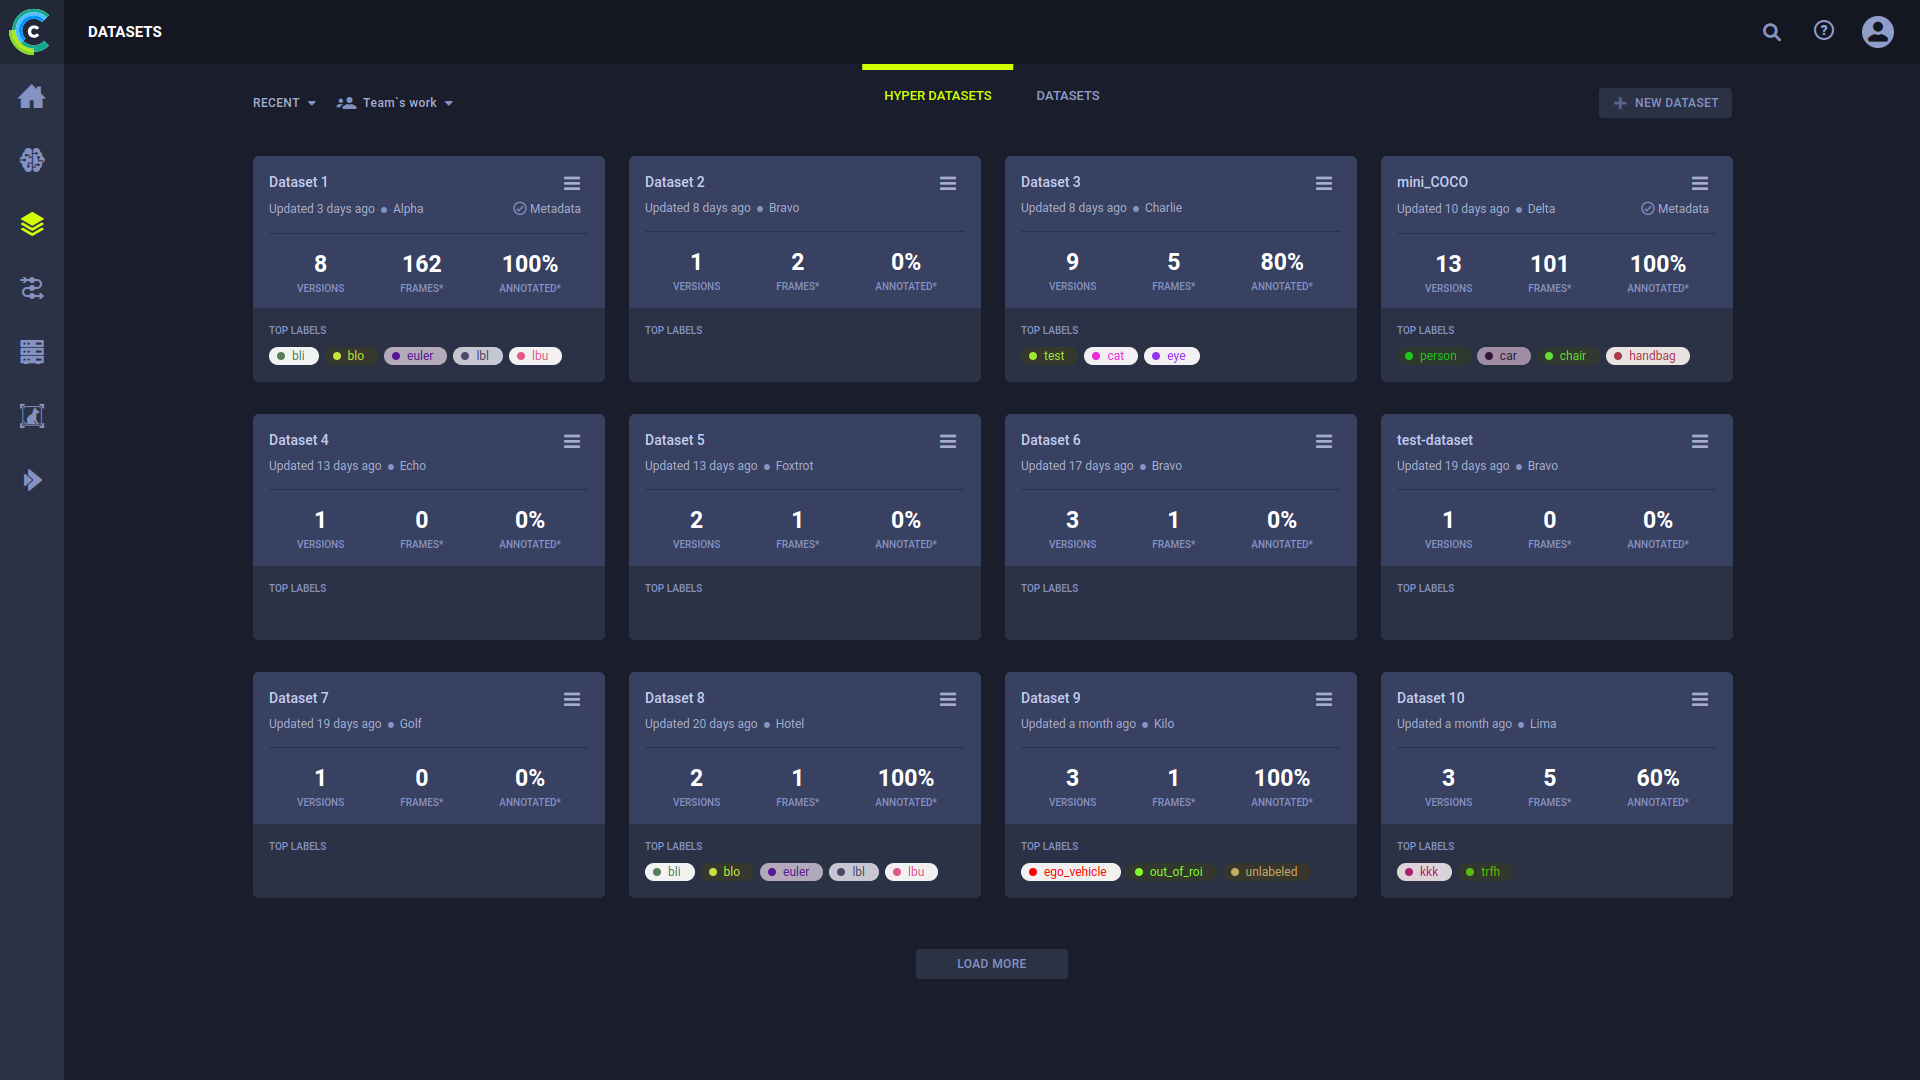 DATASETS
RECENT Team`s work
HYPER DATASETS DATASETS
NEW DATASET
Dataset 1
Updated 3 days ago Alpha Metadata
8 162 100%
VERSIONS FRAMES* ANNOTATED*
TOP LABELS
bli blo euler lbl lbu
Dataset 2
Updated 8 days ago Bravo
1 2 0%
VERSIONS FRAMES* ANNOTATED*
TOP LABELS
Dataset 3
Updated 8 days ago Charlie
9 5 80%
VERSIONS FRAMES* ANNOTATED*
TOP LABELS
test cat eye
mini_COCO
Updated 10 days ago Delta Metadata
13 101 100%
VERSIONS FRAMES* ANNOTATED*
TOP LABELS
person car chair handbag
Dataset 4
Updated 13 days ago Echo
1 0 0%
VERSIONS FRAMES* ANNOTATED*
TOP LABELS
Dataset 5
Updated 13 days ago Foxtrot
2 1 0%
VERSIONS FRAMES* ANNOTATED*
TOP LABELS
Dataset 6
Updated 17 days ago Bravo
3 1 0%
VERSIONS FRAMES* ANNOTATED*
TOP LABELS
test-dataset
Updated 19 days ago Bravo
1 0 0%
VERSIONS FRAMES* ANNOTATED*
TOP LABELS
Dataset 7
Updated 19 days ago Golf
1 0 0%
VERSIONS FRAMES* ANNOTATED*
TOP LABELS
Dataset 8
Updated 20 days ago Hotel
2 1 100%
VERSIONS FRAMES* ANNOTATED*
TOP LABELS
bli blo euler lbl lbu
Dataset 9
Updated a month ago Kilo
3 1 100%
VERSIONS FRAMES* ANNOTATED*
TOP LABELS
ego_vehicle out_of_roi unlabeled
Dataset 10
Updated a month ago Lima
3 5 60%
VERSIONS FRAMES* ANNOTATED*
TOP LABELS
kkk trfh
LOAD MORE